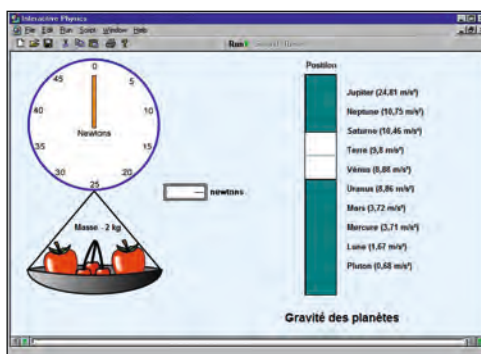 Interactive Physics
File Edit Run Script Window Help
Run
0
5
10
15
20
25
30
35
40
45
Newtons
Masse - 2 kg
newtons
Position
Jupiter (24,81 m/s²)
Neptune (10,75 m/s²)
Saturne (10,46 m/s²)
Terre (9,8 m/s²)
Vénus (8,88 m/s²)
Uranus (8,86 m/s²)
Mars (3,72 m/s²)
Mercure (3,71 m/s²)
Lune (1,67 m/s²)
Pluton (0,68 m/s²)
Gravité des planètes